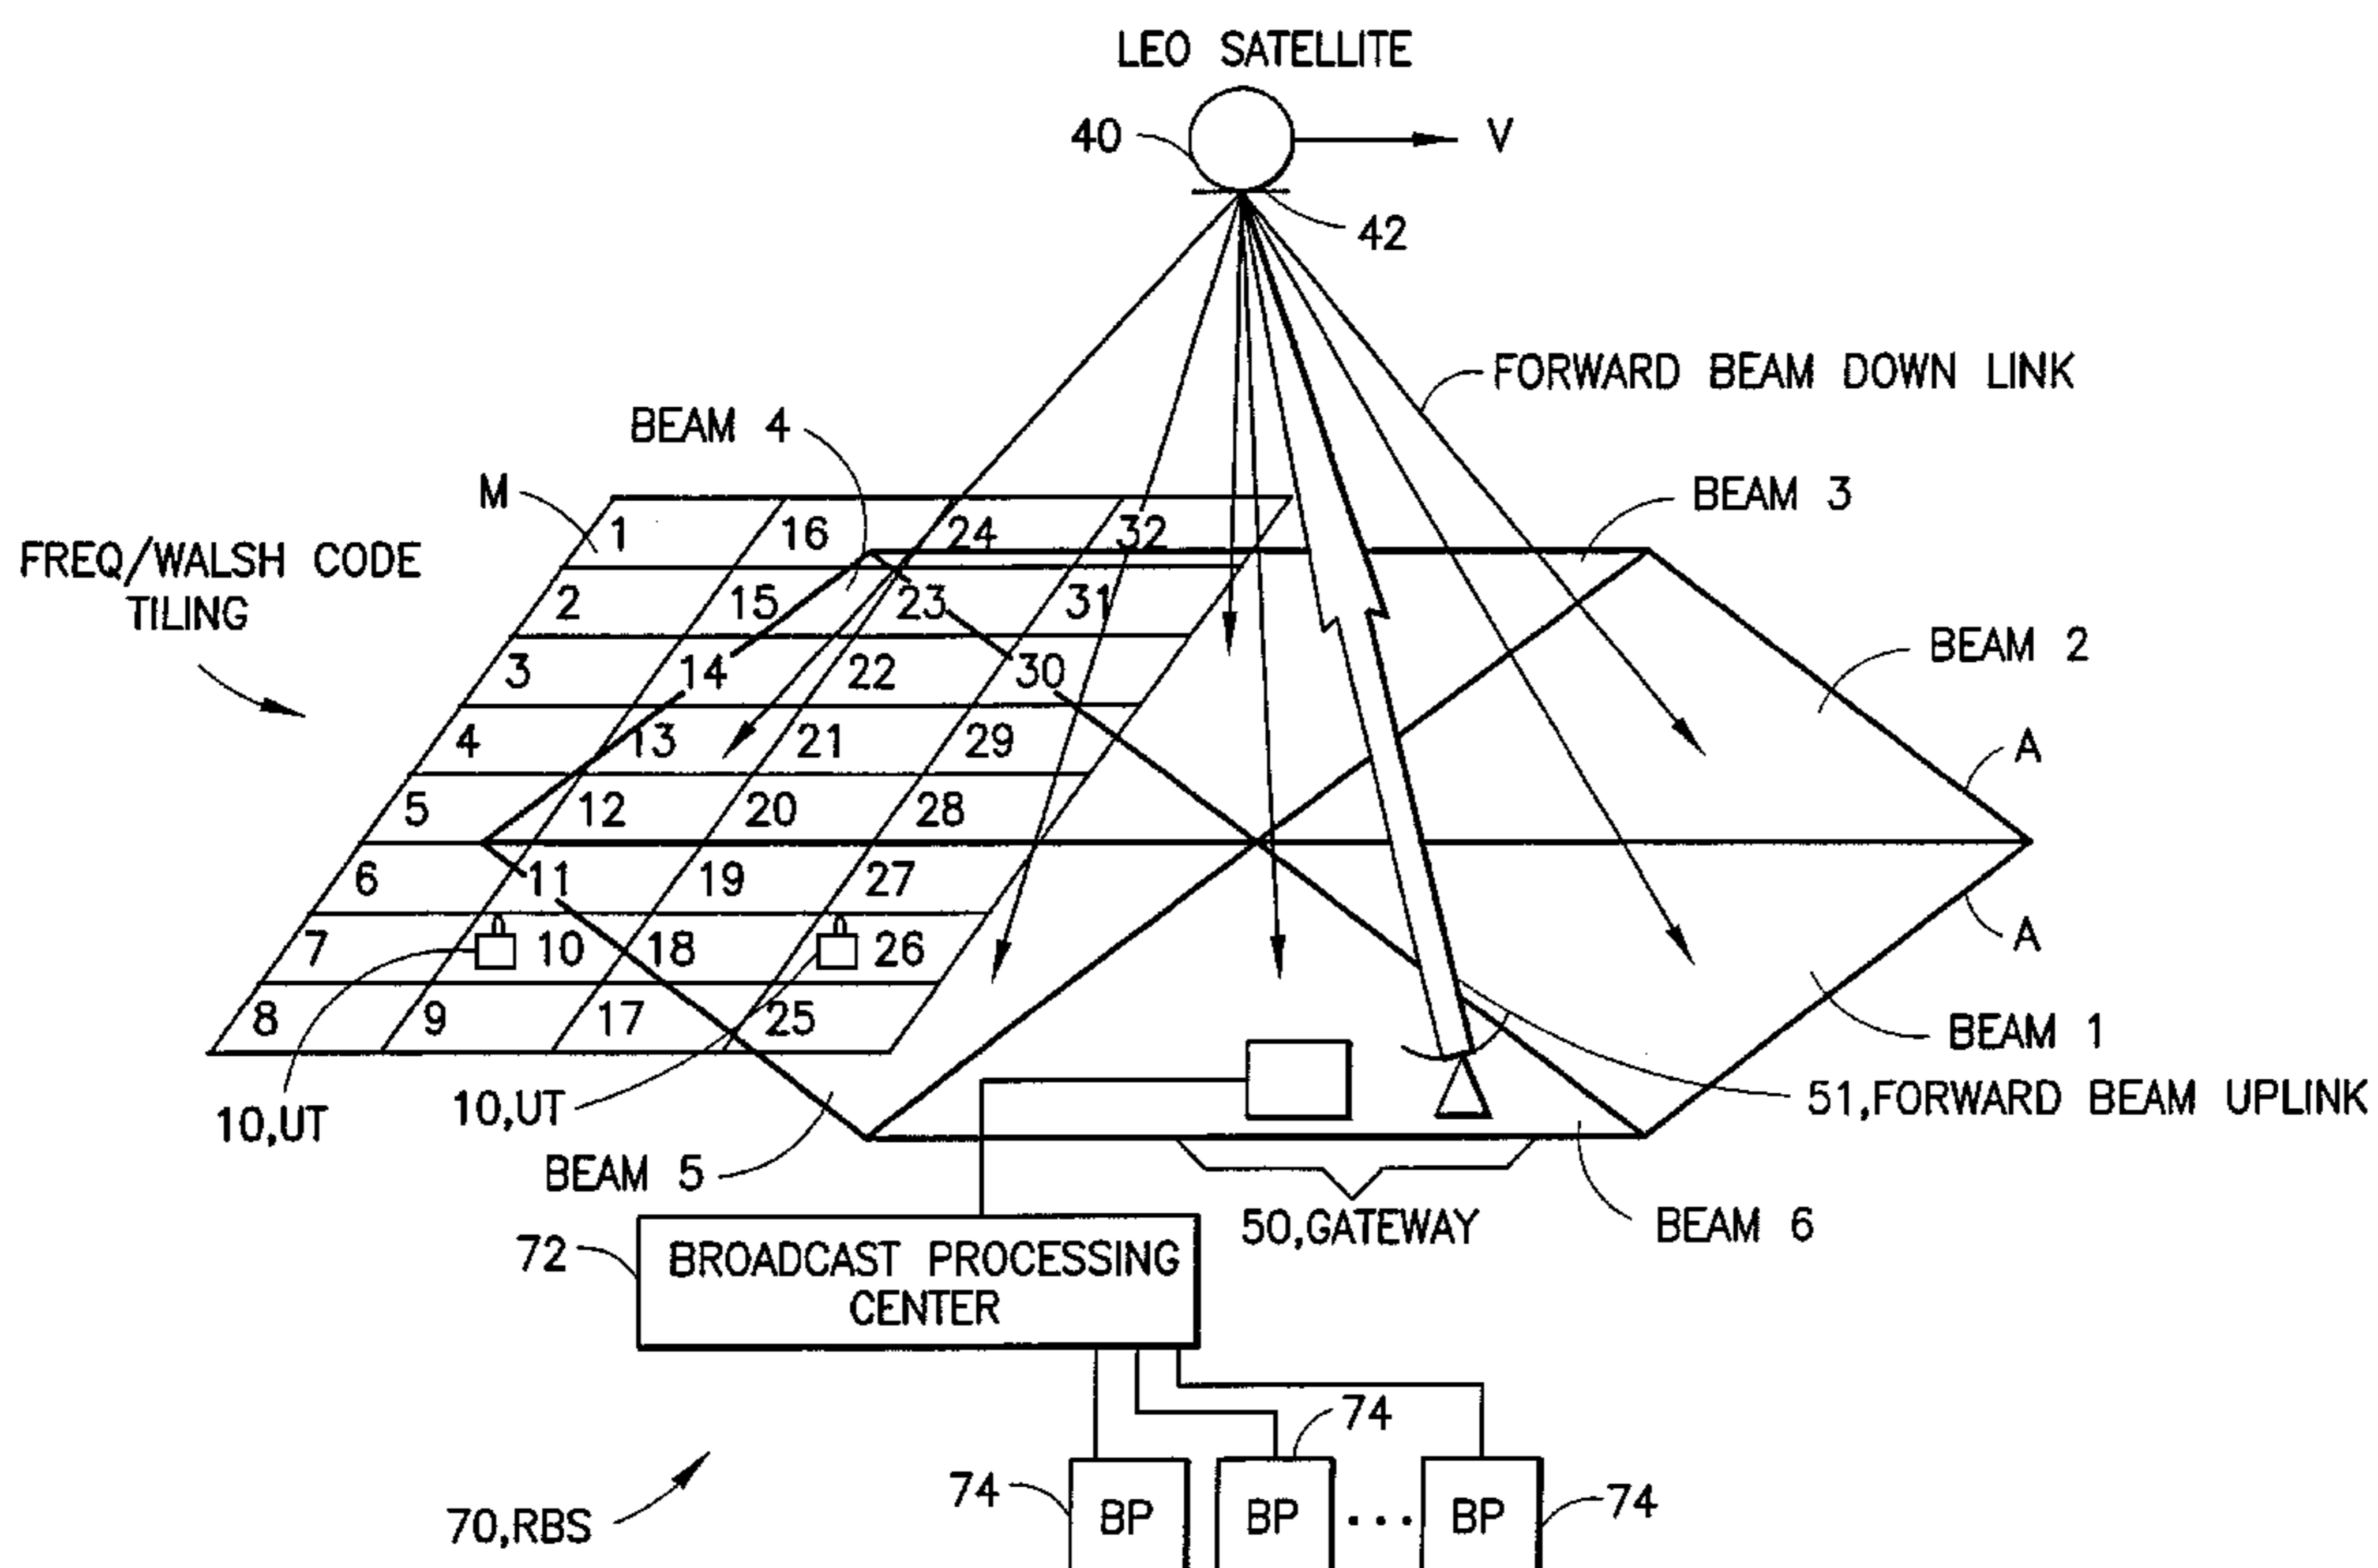 LEO SATELLITE
40
V
42
FORWARD BEAM DOWN LINK
BEAM 4
M
BEAM 3
FREQ/WALSH CODE
TILING
1 16 24 32
2 15 23 31
BEAM 2
3 14 22 30
4 13 21 29
A
5 12 20 28
6 11 19 27
7 10 18 26
A
8 9 17 25
BEAM 1
10,UT
10,UT
51,FORWARD BEAM UPLINK
BEAM 5
50,GATEWAY
BEAM 6
72
BROADCAST PROCESSING
CENTER
74
74
BP
BP
...
BP
74
70,RBS